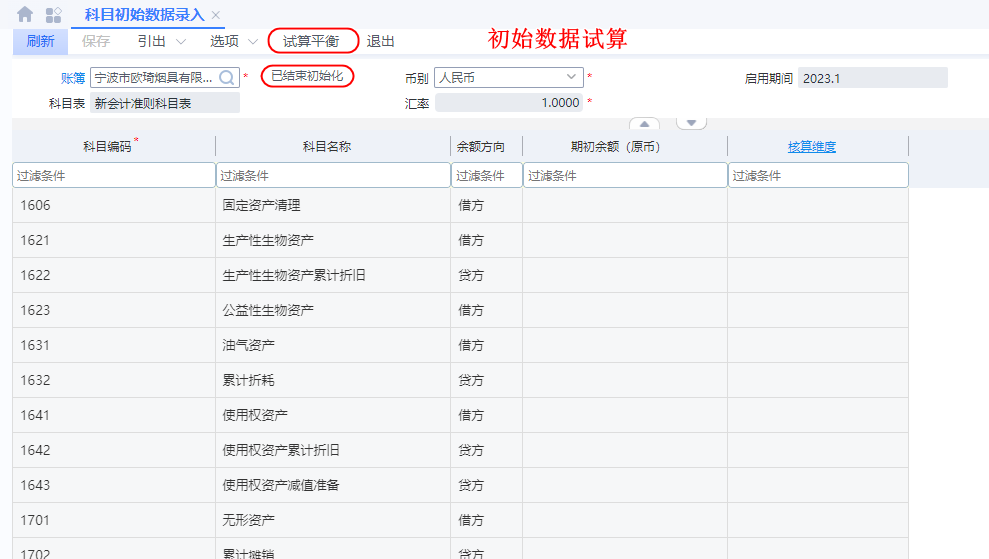 科目初始数据录入 ×
刷新 保存 引出 选项 试算平衡 退出 初始数据试算
账簿 宁波市欧琦烟具有限... * 已结束初始化 币别 人民币 * 启用期间 2023.1
科目表 新会计准则科目表 汇率 1.0000 *
科目编码* 科目名称 余额方向 期初余额（原币） 核算维度
过滤条件 过滤条件 过滤条件 过滤条件 过滤条件
1606 固定资产清理 借方
1621 生产性生物资产 借方
1622 生产性生物资产累计折旧 贷方
1623 公益性生物资产 借方
1631 油气资产 借方
1632 累计折耗 贷方
1641 使用权资产 借方
1642 使用权资产累计折旧 贷方
1643 使用权资产减值准备 贷方
1701 无形资产 借方
1702 累计摊销 贷方